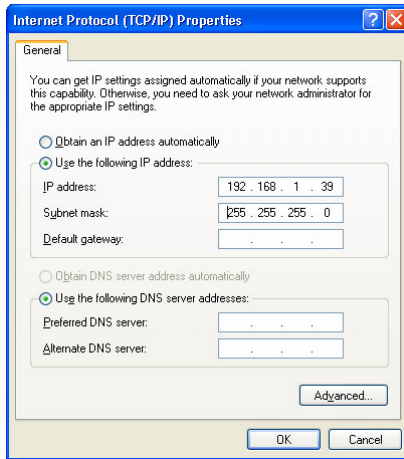 Internet Protocol (TCP/IP) Properties
General
You can get IP settings assigned automatically if your network supports
this capability. Otherwise, you need to ask your network administrator for
the appropriate IP settings.
Obtain an IP address automatically
Use the following IP address:
IP address: 192 . 168 . 1 . 39
Subnet mask: 255 . 255 . 255 . 0
Default gateway: . . .
Obtain DNS server address automatically
Use the following DNS server addresses:
Preferred DNS server: . . .
Alternate DNS server: . . .
Advanced...
OK Cancel